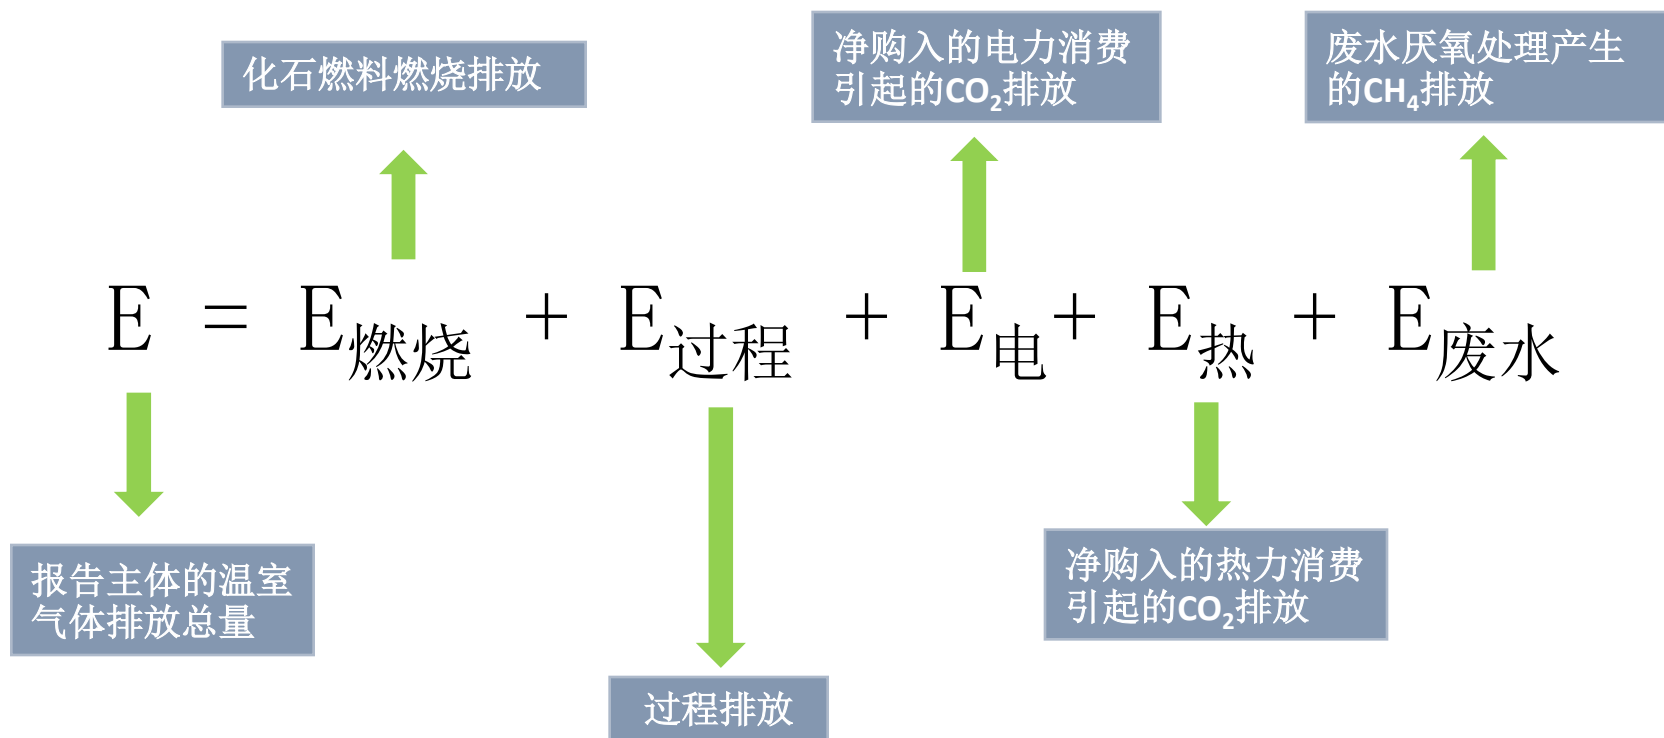 化石燃料燃烧排放
净购入的电力消费
引起的CO₂排放
废水厌氧处理产生
的CH₄排放
E = E燃烧 + E过程 + E电 + E热 + E废水
报告主体的温室
气体排放总量
过程排放
净购入的热力消费
引起的CO₂排放